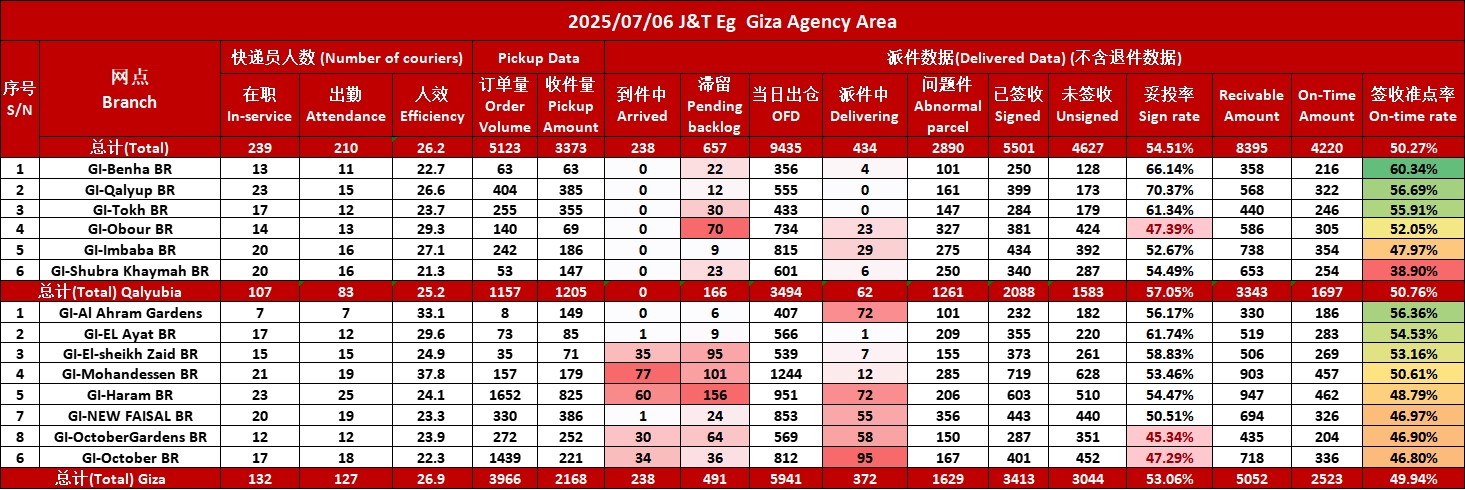 2025/07/06 J&T Eg Giza Agency Area
序号 S/N 网点 Branch 快递员人数 (Number of couriers) Pickup Data 派件数据(Delivered Data) (不含退件数据)
在职 In-service 出勤 Attendance 人效 Efficiency 订单量 Order Volume 收件量 Pickup Amount 到件中 Arrived 滞留 Pending backlog 当日出仓 OFD 派件中 Delivering 问题件 Abnormal parcel 已签收 Signed 未签收 Unsigned 妥投率 Sign rate Recivable Amount On-Time Amount 签收准点率 On-time rate
总计(Total) 239 210 26.2 5123 3373 238 657 9435 434 2890 5501 4627 54.51% 8395 4220 50.27%
1 GI-Benha BR 13 11 22.7 63 63 0 22 356 4 101 250 128 66.14% 358 216 60.34%
2 GI-Qalyup BR 23 15 26.6 404 385 0 12 555 0 161 399 173 70.37% 568 322 56.69%
3 GI-Tokh BR 17 12 23.7 255 355 0 30 433 0 147 284 179 61.34% 440 246 55.91%
4 GI-Obour BR 14 13 29.3 140 69 0 70 734 23 327 381 424 47.39% 586 305 52.05%
5 GI-Imbaba BR 20 16 27.1 242 186 0 9 815 29 275 434 392 52.67% 738 354 47.97%
6 GI-Shubra Khaymah BR 20 16 21.3 53 147 0 23 601 6 250 340 287 54.49% 653 254 38.90%
总计(Total) Qalyubia 107 83 25.2 1157 1205 0 166 3494 62 1261 2088 1583 57.05% 3343 1697 50.76%
1 GI-Al Ahram Gardens 7 7 33.1 8 149 0 6 407 72 101 232 182 56.17% 330 186 56.36%
2 GI-EL Ayat BR 17 12 29.6 73 85 1 9 566 1 209 355 220 61.74% 519 283 54.53%
3 GI-El-sheikh Zaid BR 15 15 24.9 35 71 35 95 539 7 155 373 261 58.83% 506 269 53.16%
4 GI-Mohandessen BR 21 19 37.8 157 179 77 101 1244 12 285 719 628 53.46% 903 457 50.61%
5 GI-Haram BR 23 25 24.1 1652 825 60 156 951 72 206 603 510 54.47% 947 462 48.79%
7 GI-NEW FAISAL BR 20 19 23.3 330 386 1 24 853 55 356 443 440 50.51% 694 326 46.97%
8 GI-OctoberGardens BR 12 12 23.9 272 252 30 64 569 58 150 287 351 45.34% 435 204 46.90%
6 GI-October BR 17 18 22.3 1439 221 34 36 812 95 167 401 452 47.29% 718 336 46.80%
总计(Total) Giza 132 127 26.9 3966 2168 238 491 5941 372 1629 3413 3044 53.06% 5052 2523 49.94%